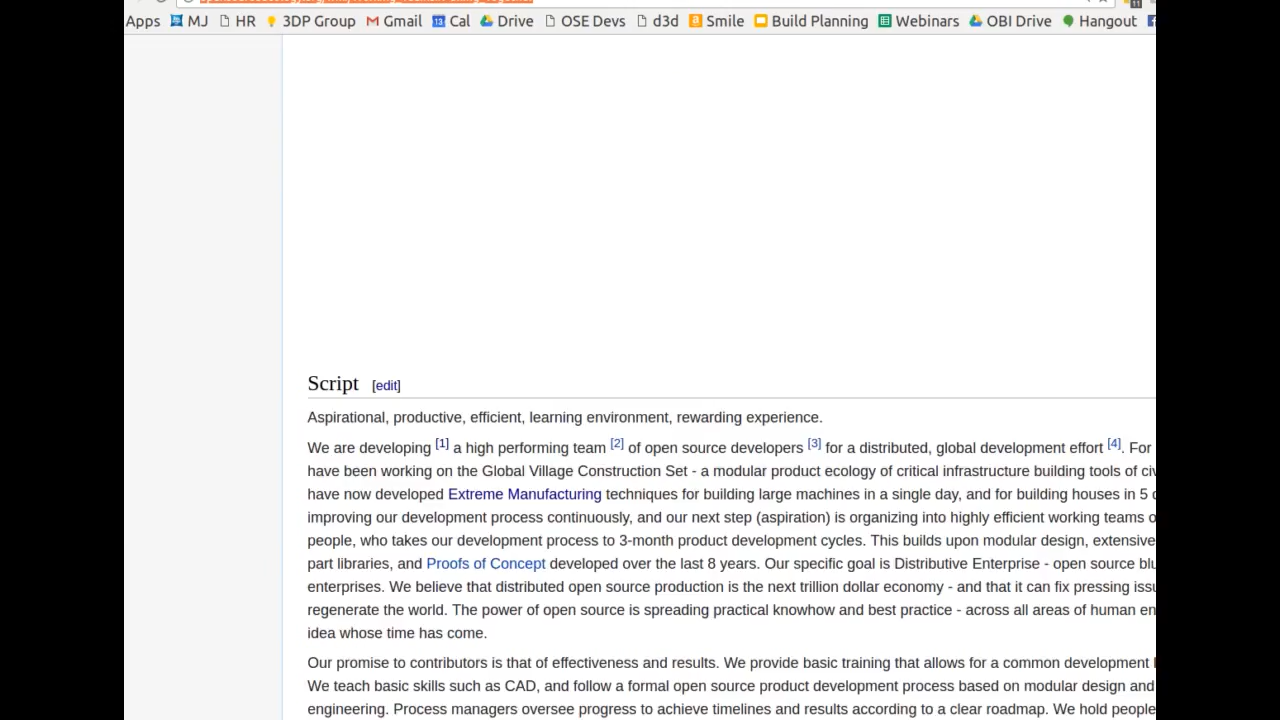 Apps MJ HR 3DP Group Gmail Cal Drive OSE Devs d3d Smile Build Planning Webinars OBI Drive Hangout
Script [edit]
Aspirational, productive, efficient, learning environment, rewarding experience.
We are developing [1] a high performing team [2] of open source developers [3] for a distributed, global development effort [4]. For
have been working on the Global Village Construction Set - a modular product ecology of critical infrastructure building tools of civ
have now developed Extreme Manufacturing techniques for building large machines in a single day, and for building houses in 5 d
improving our development process continuously, and our next step (aspiration) is organizing into highly efficient working teams o
people, who takes our development process to 3-month product development cycles. This builds upon modular design, extensive
part libraries, and Proofs of Concept developed over the last 8 years. Our specific goal is Distributive Enterprise - open source blu
enterprises. We believe that distributed open source production is the next trillion dollar economy - and that it can fix pressing issu
regenerate the world. The power of open source is spreading practical knowhow and best practice - across all areas of human en
idea whose time has come.
Our promise to contributors is that of effectiveness and results. We provide basic training that allows for a common development l
We teach basic skills such as CAD, and follow a formal open source product development process based on modular design and
engineering. Process managers oversee progress to achieve timelines and results according to a clear roadmap. We hold people